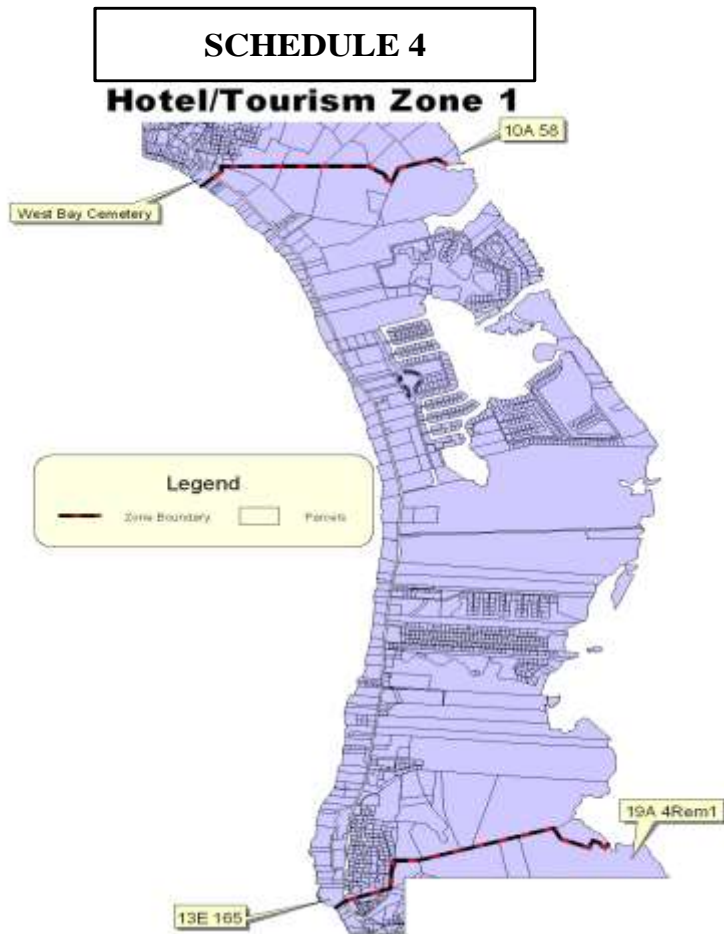 SCHEDULE 4
Hotel/Tourism Zone 1
10A 58
West Bay Cemetery
Legend
Zone Boundary
Parcels
19A 4Rem1
13E 165